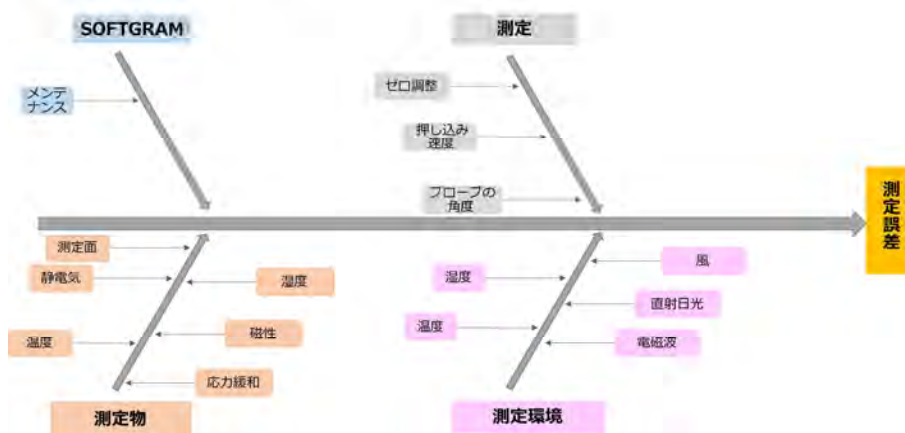 SOFTGRAM
測定
メンテ
ナンス
ゼロ調整
押し込み
速度
プローブの
角度
測定誤差
測定面
静電気
湿度
温度
磁性
応力緩和
測定物
風
湿度
直射日光
温度
電磁波
測定環境